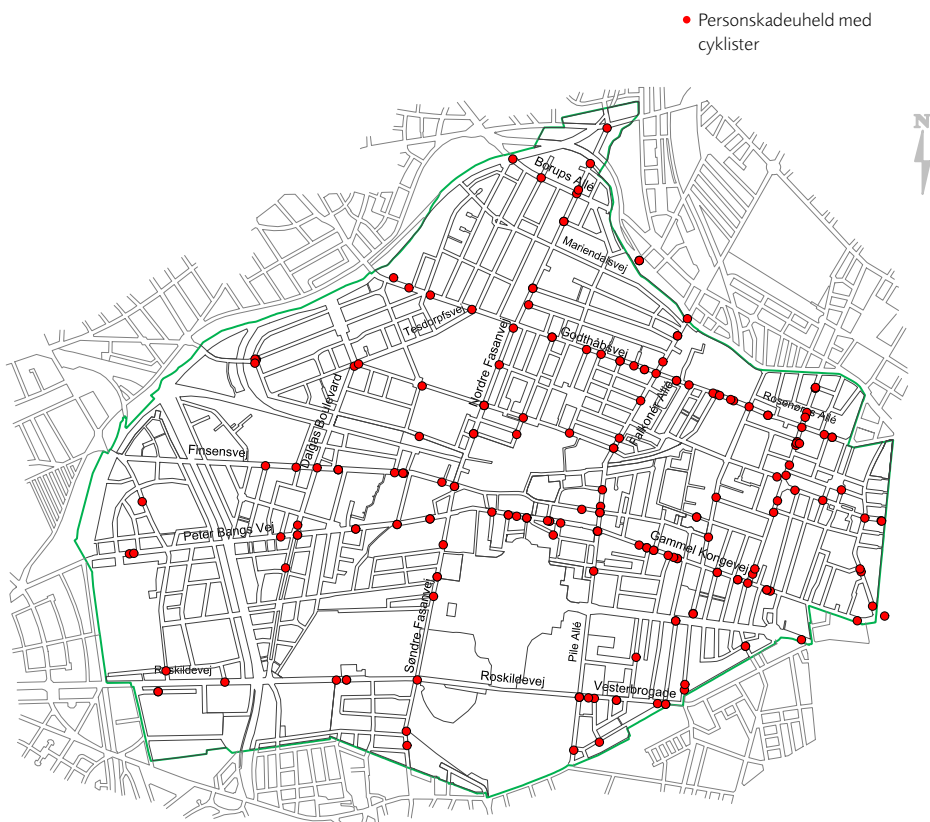 Personskadeuheld med
cyklister
N
Borups Allé
Mariendalsvej
Tesdorpfsvej
Godthåbsvej
Nordre Fasanvej
Rosenørns Allé
Dalgas Boulevard
Falkoner Allé
Finsensvej
Peter Bangs Vej
Gammel Kongevej
Søndre Fasanvej
Pile Allé
Roskildevej
Roskildevej
Vesterbrogade